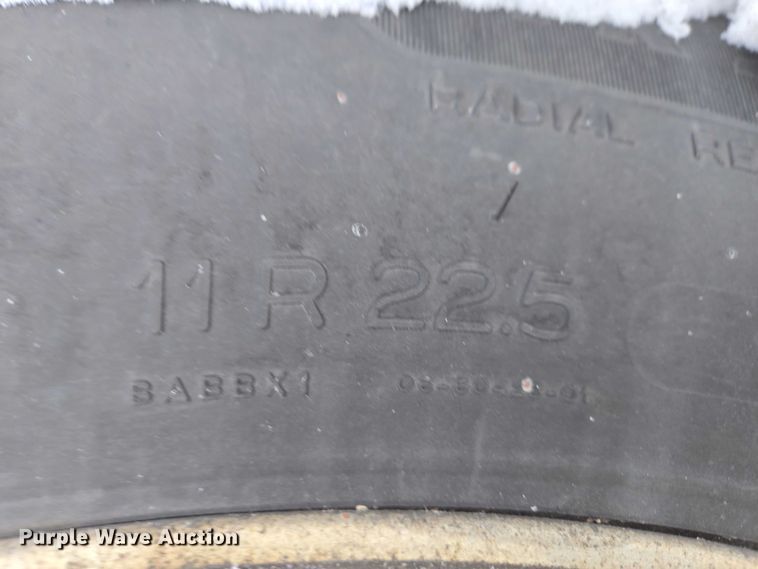 RADIAL
11 R 22.5
BABBX1
Purple Wave Auction